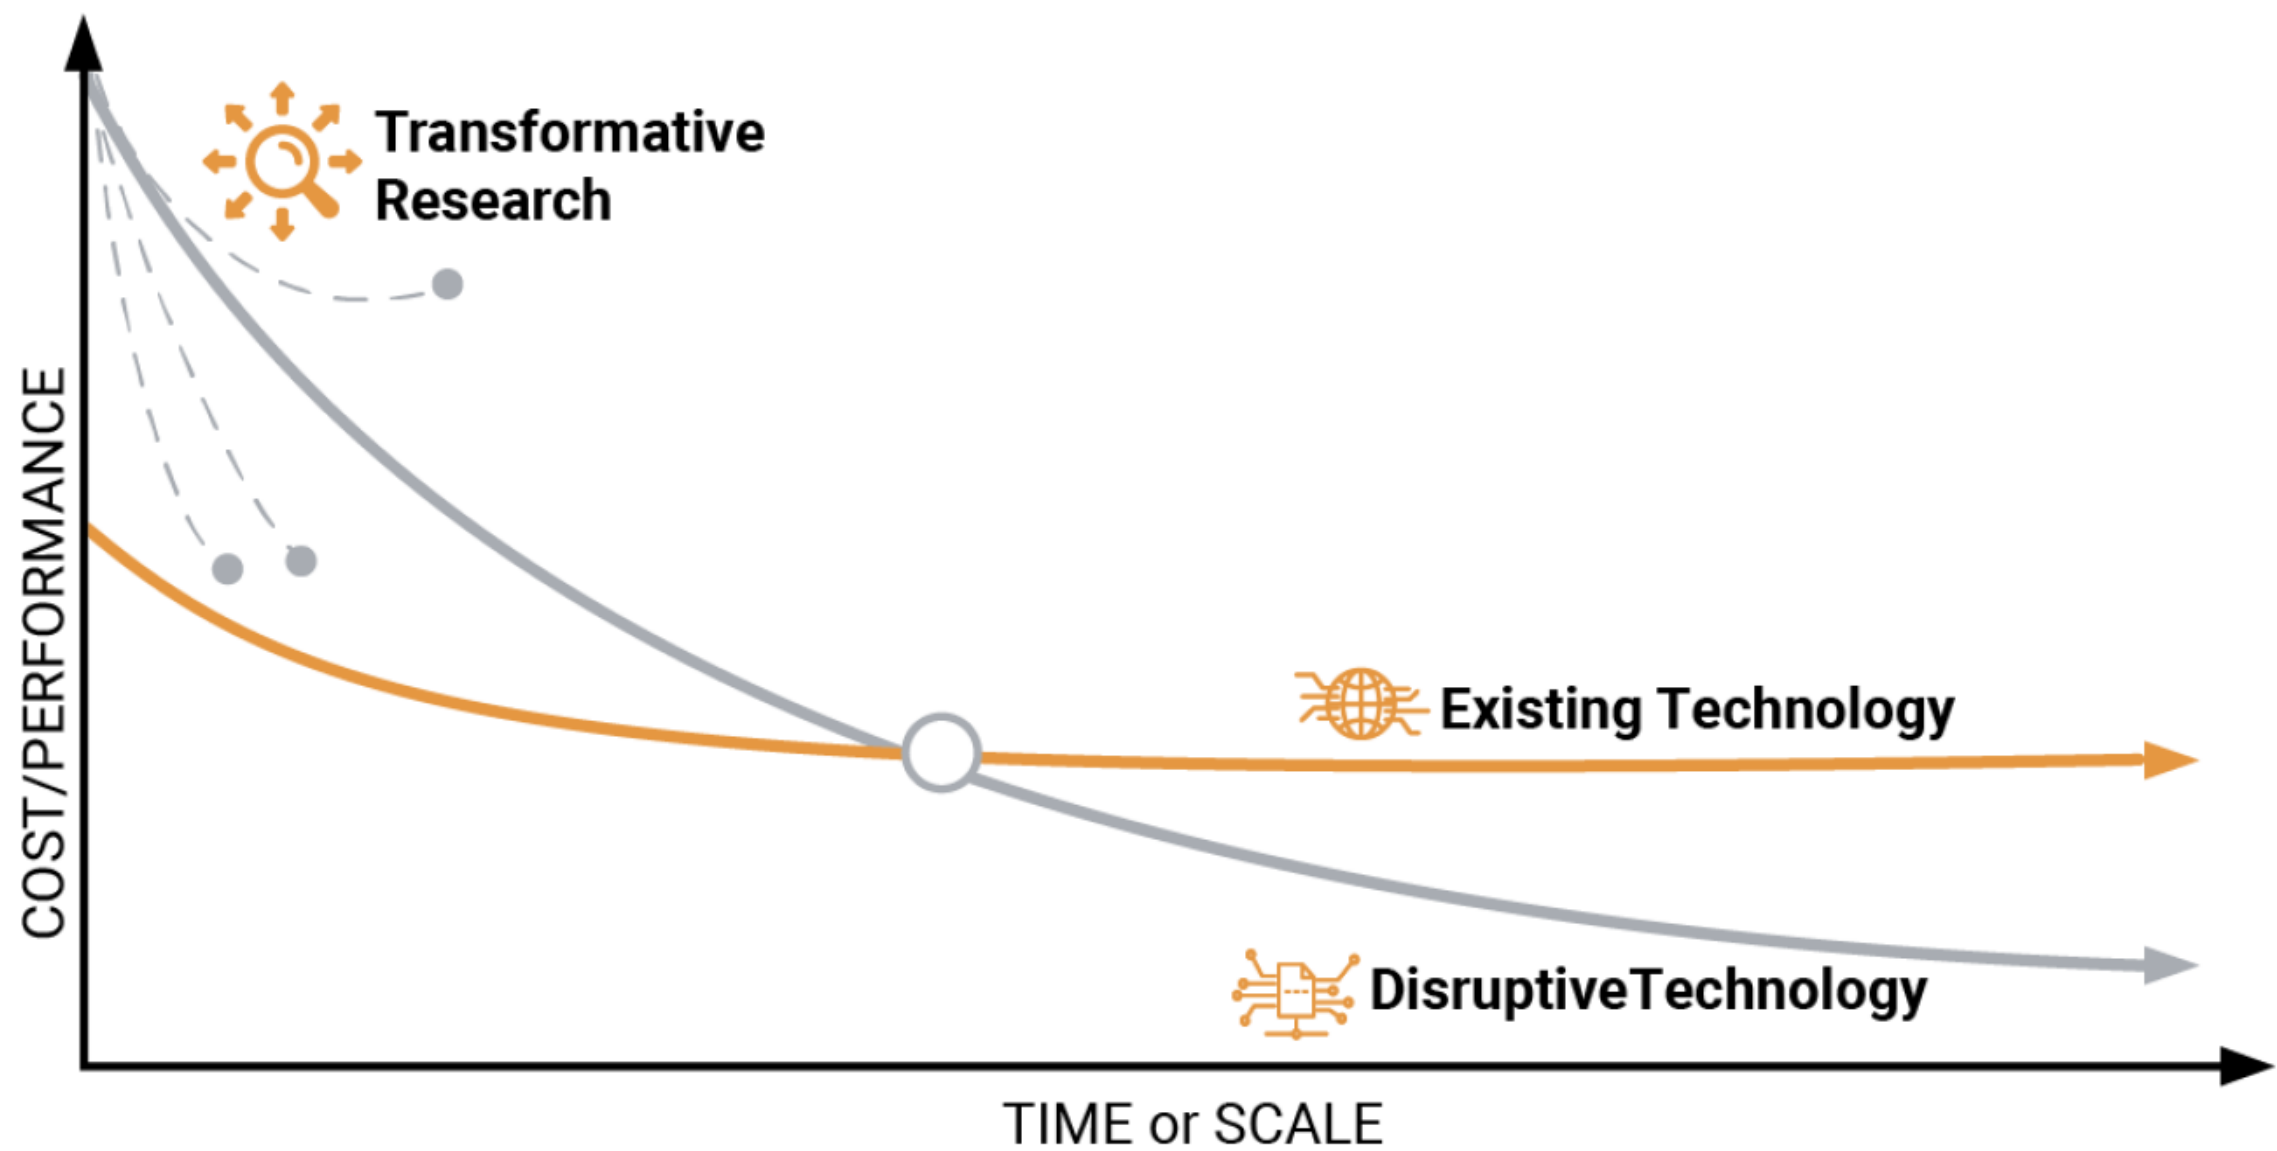 Transformative
Research
COST/PERFORMANCE
Existing Technology
DisruptiveTechnology
TIME or SCALE